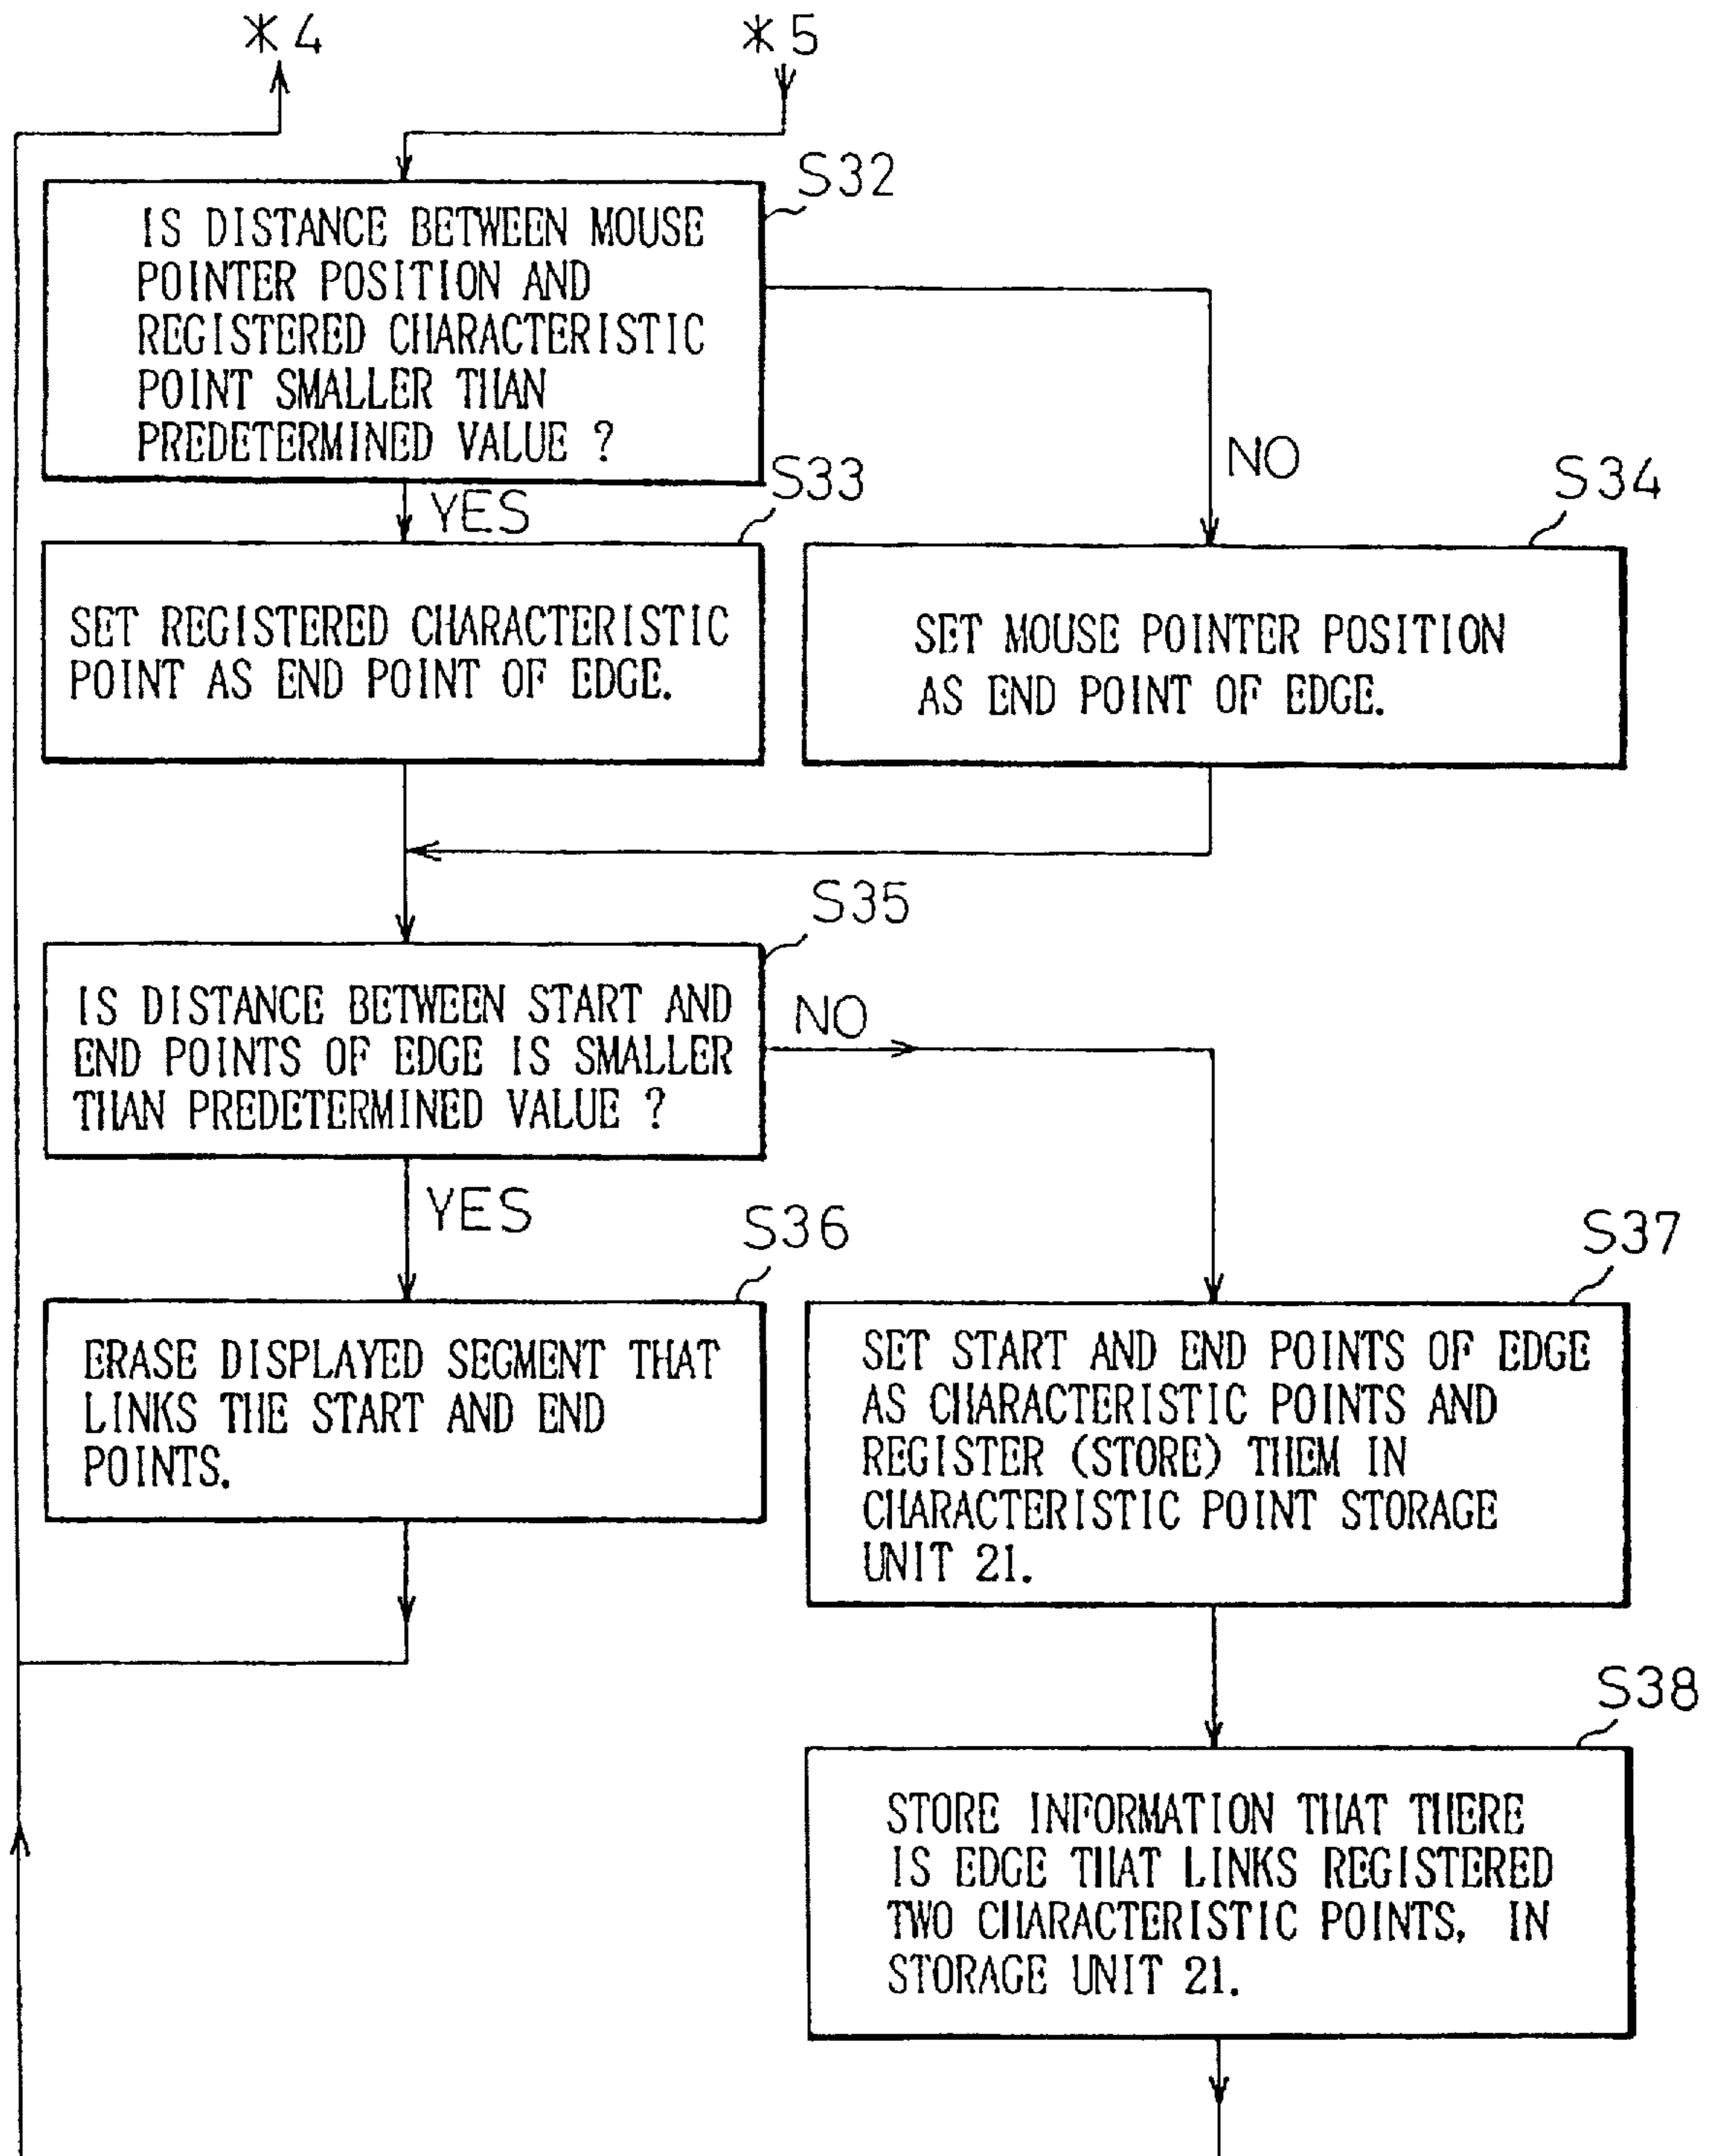 *4
*5
S32
IS DISTANCE BETWEEN MOUSE
POINTER POSITION AND
REGISTERED CHARACTERISTIC
POINT SMALLER THAN
PREDETERMINED VALUE ?
NO
YES
S33
S34
SET REGISTERED CHARACTERISTIC
POINT AS END POINT OF EDGE.
SET MOUSE POINTER POSITION
AS END POINT OF EDGE.
S35
IS DISTANCE BETWEEN START AND
END POINTS OF EDGE IS SMALLER
THAN PREDETERMINED VALUE ?
NO
YES
S36
S37
ERASE DISPLAYED SEGMENT THAT
LINKS THE START AND END
POINTS.
SET START AND END POINTS OF EDGE
AS CHARACTERISTIC POINTS AND
REGISTER (STORE) THEM IN
CHARACTERISTIC POINT STORAGE
UNIT 21.
S38
STORE INFORMATION THAT THERE
IS EDGE THAT LINKS REGISTERED
TWO CHARACTERISTIC POINTS, IN
STORAGE UNIT 21.